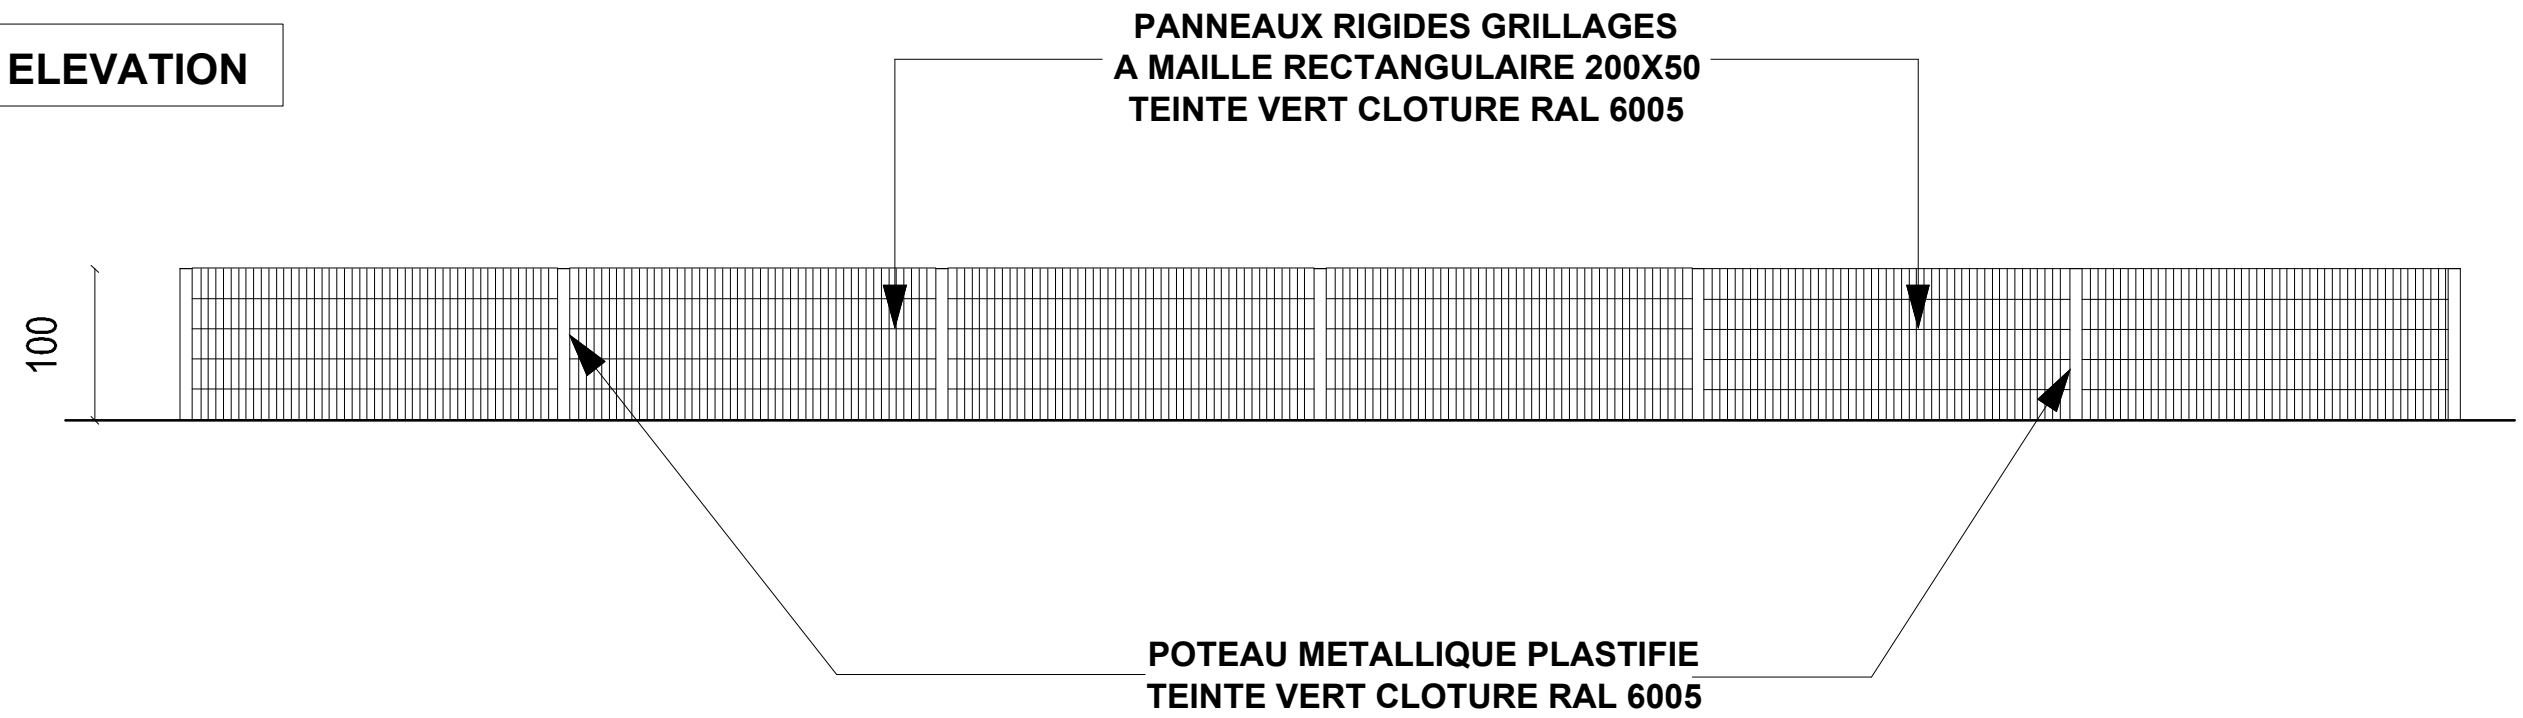 ELEVATION
PANNEAUX RIGIDES GRILLAGES
A MAILLE RECTANGULAIRE 200X50
TEINTE VERT CLOTURE RAL 6005
100
POTEAU METALLIQUE PLASTIFIE
TEINTE VERT CLOTURE RAL 6005